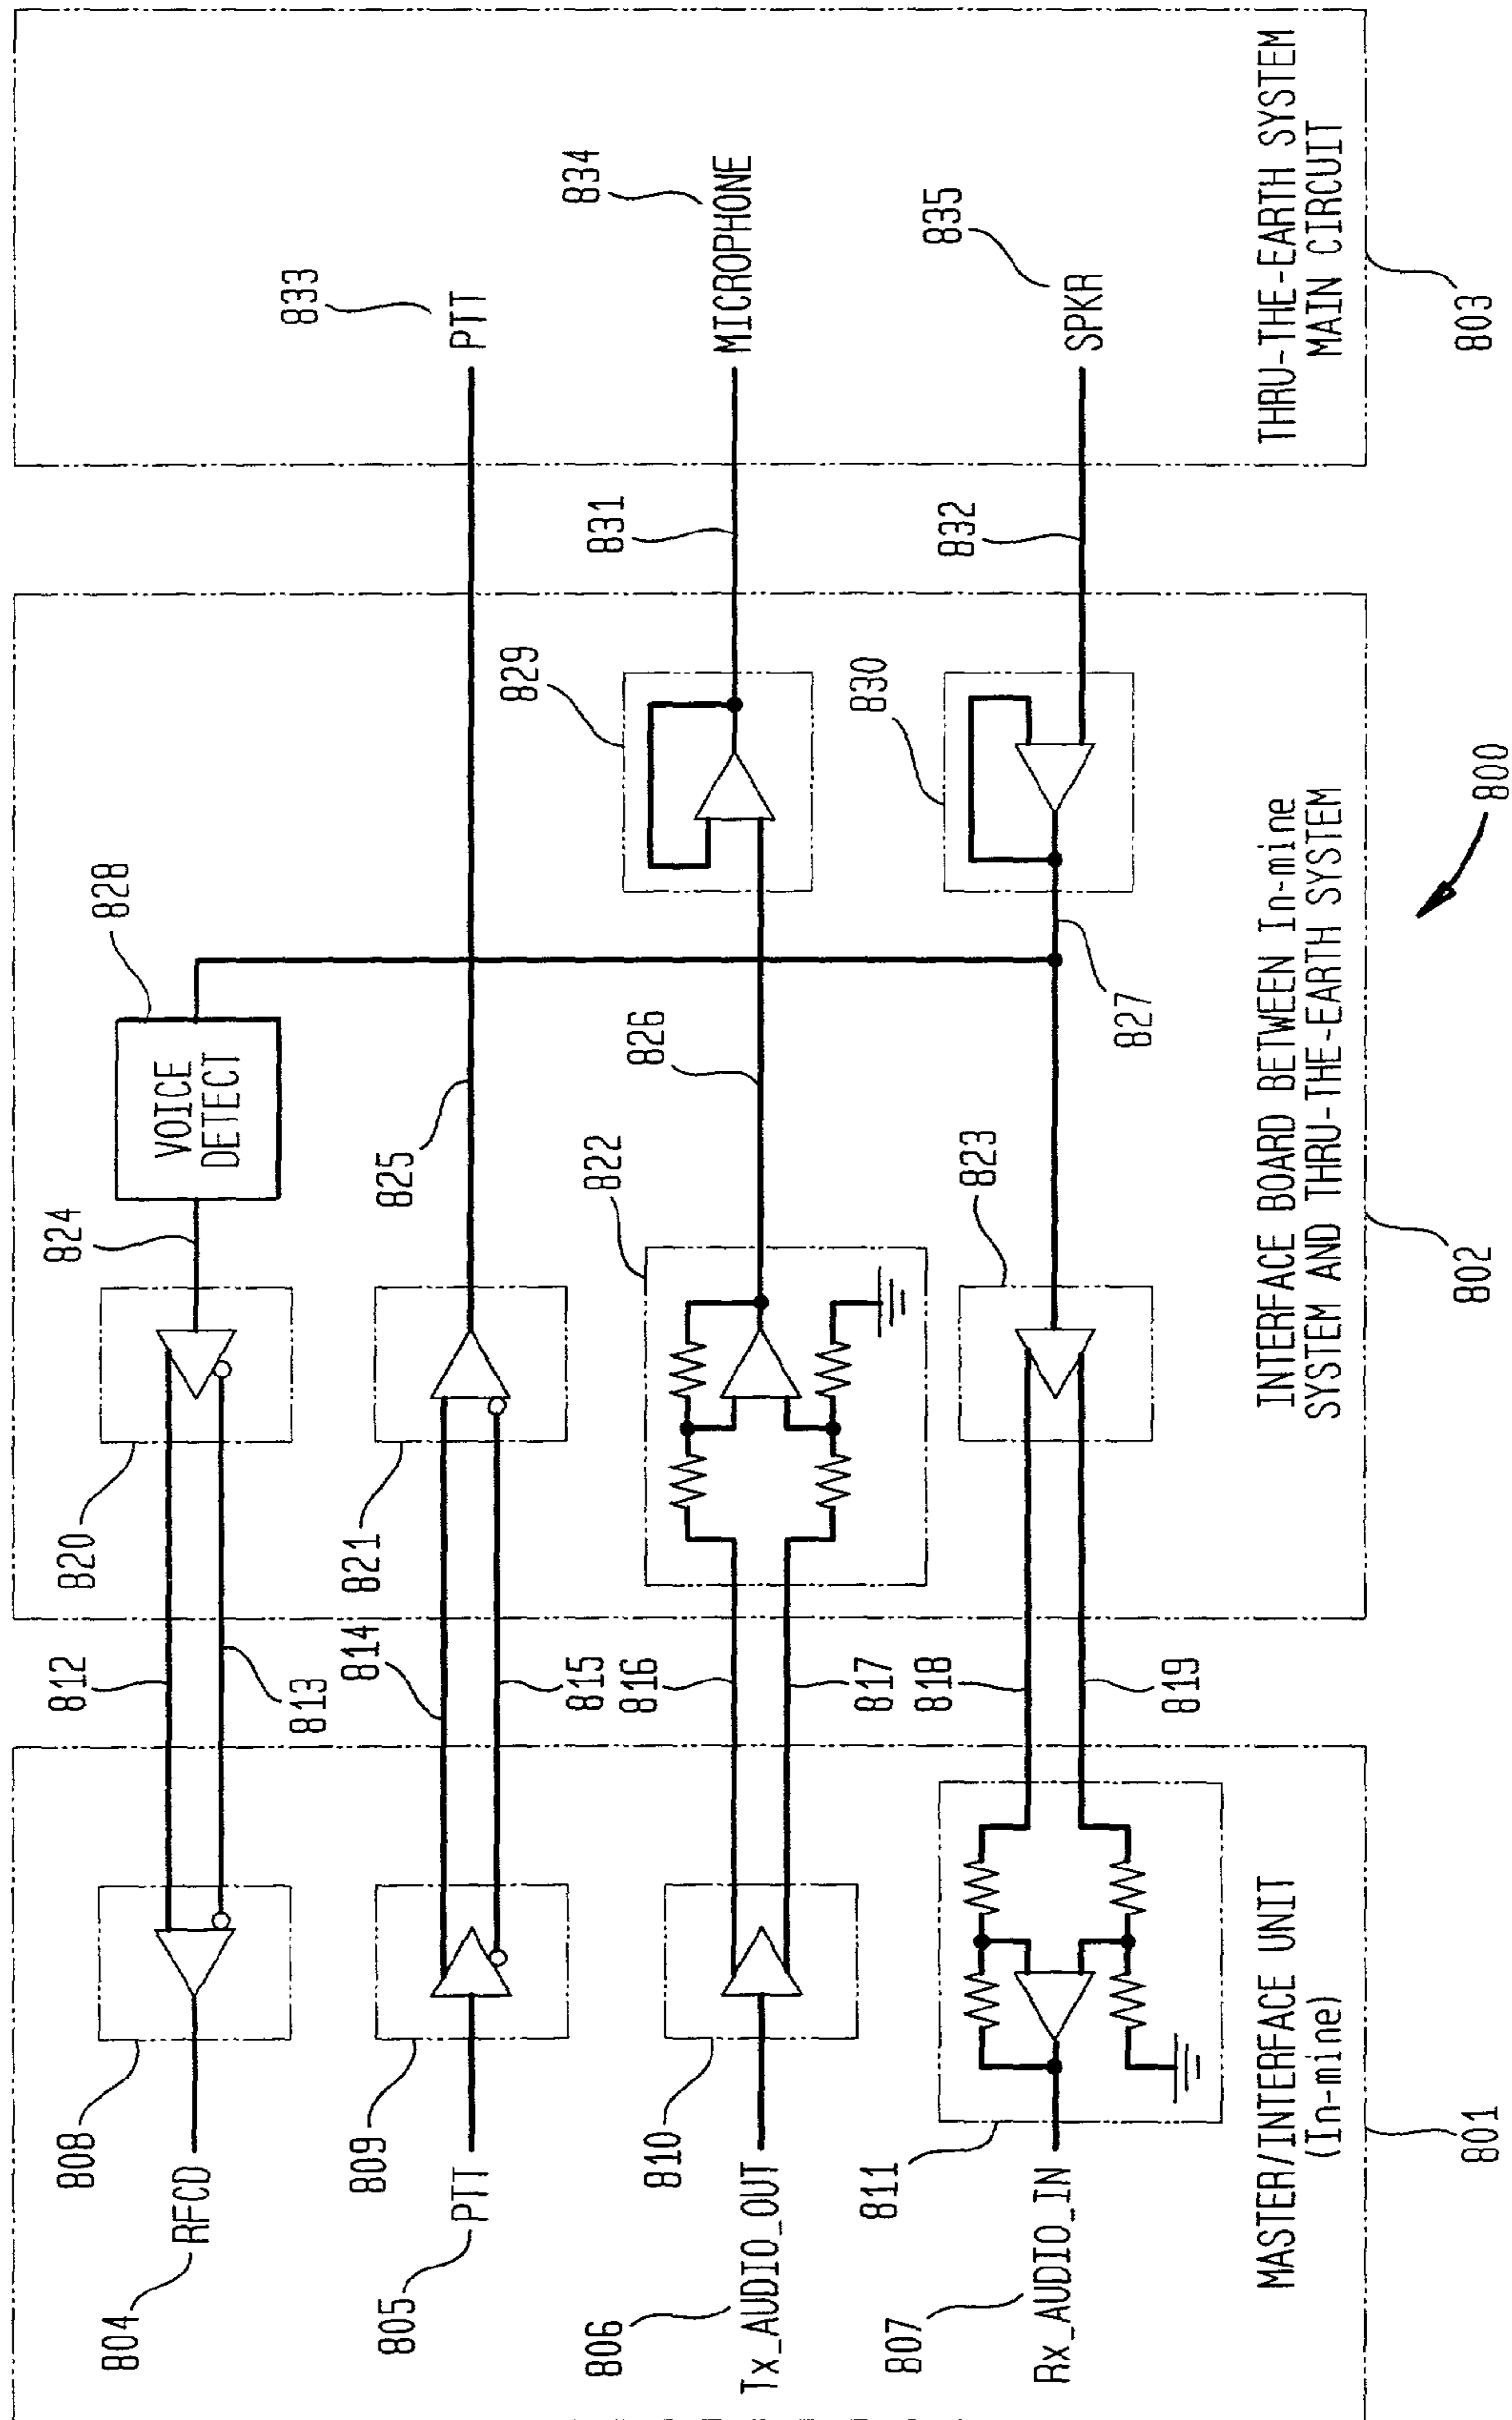 804
RFCD
808
812
813
820
824
VOICE
DETECT
828
805
PTT
809
814
815
821
825
PTT
833
806
Tx_AUDIO_OUT
810
816
817
822
826
829
831
MICROPHONE
834
807
Rx_AUDIO_IN
811
818
819
823
827
830
832
SPKR
835
MASTER/INTERFACE UNIT
(In-mine)
801
INTERFACE BOARD BETWEEN In-mine
SYSTEM AND THRU-THE-EARTH SYSTEM
802
THRU-THE-EARTH SYSTEM
MAIN CIRCUIT
803
800